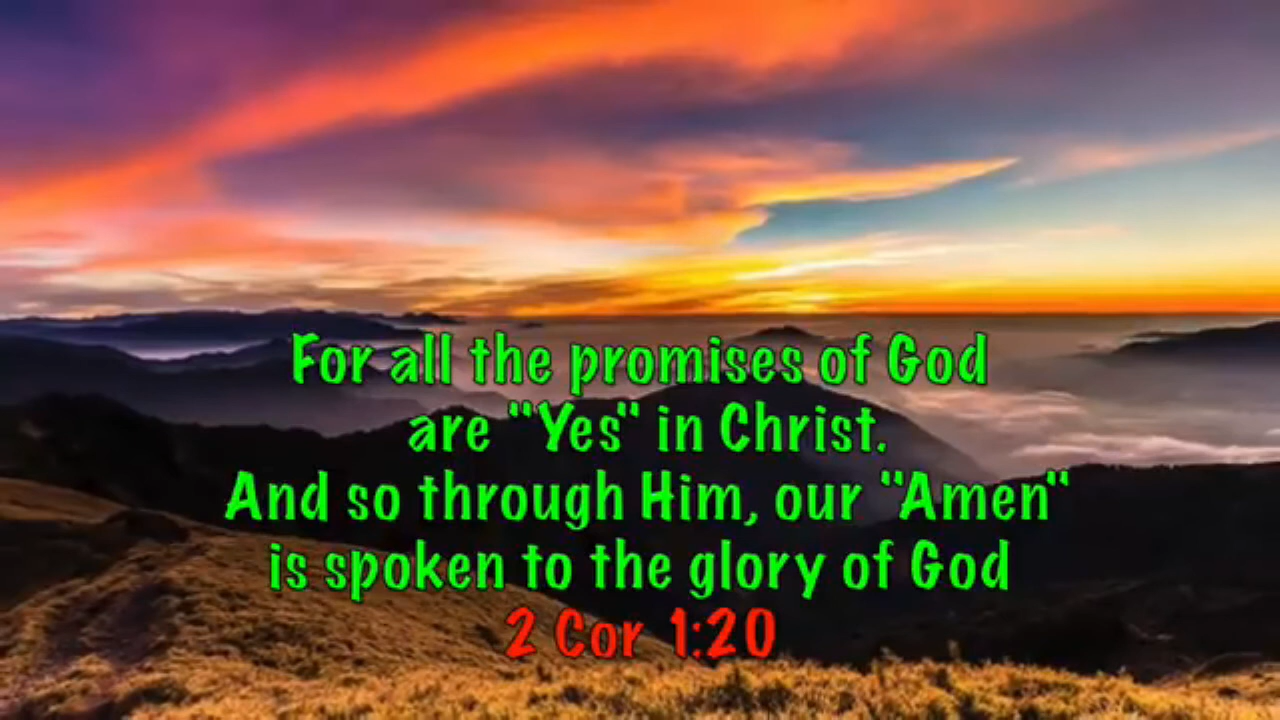 For all the promises of God
are "Yes" in Christ.
And so through Him, our "Amen"
is spoken to the glory of God
2 Cor 1:20